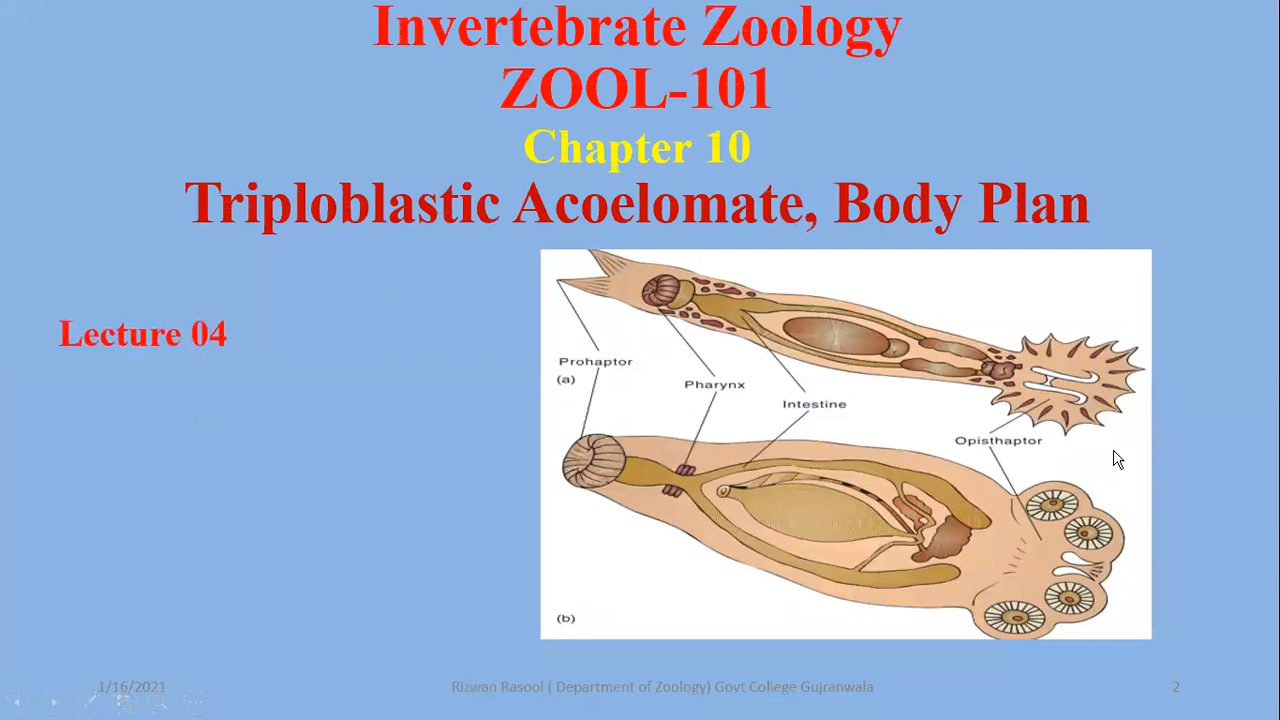 Invertebrate Zoology
ZOOL-101
Chapter 10
Triploblastic Acoelomate, Body Plan
Lecture 04
Prohaptor
(a)
Pharynx
Intestine
Opisthaptor
(b)
1/16/2021
Rizwan Rasool ( Department of Zoology) Govt College Gujranwala
2